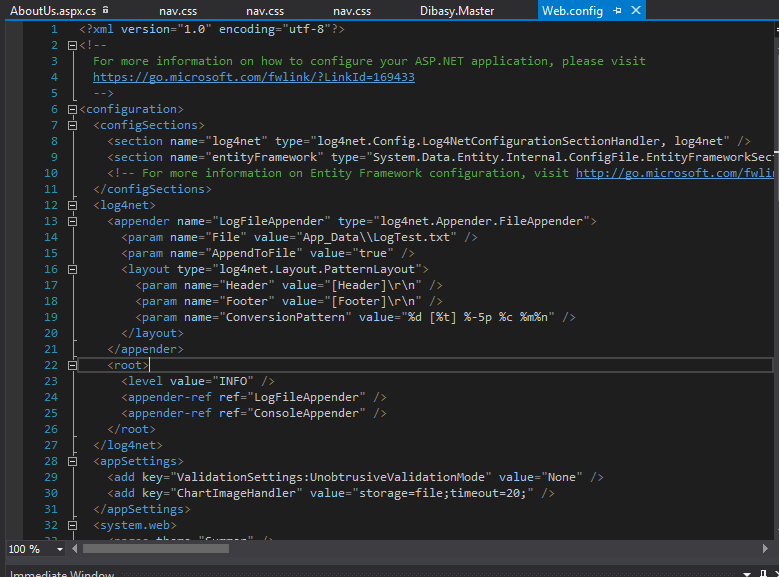 AboutUs.aspx.cs nav.css nav.css nav.css Dibasy.Master Web.config
1 <?xml version="1.0" encoding="utf-8"?>
2 <!--
3 For more information on how to configure your ASP.NET application, please visit
4 https://go.microsoft.com/fwlink/?LinkId=169433
5 -->
6 <configuration>
7 <configSections>
8 <section name="log4net" type="log4net.Config.Log4NetConfigurationSectionHandler, log4net" />
9 <section name="entityFramework" type="System.Data.Entity.Internal.ConfigFile.EntityFrameworkSec
10 <!-- For more information on Entity Framework configuration, visit http://go.microsoft.com/fwlin
11 </configSections>
12 <log4net>
13 <appender name="LogFileAppender" type="log4net.Appender.FileAppender">
14 <param name="File" value="App_Data\\LogTest.txt" />
15 <param name="AppendToFile" value="true" />
16 <layout type="log4net.Layout.PatternLayout">
17 <param name="Header" value="[Header]\r\n" />
18 <param name="Footer" value="[Footer]\r\n" />
19 <param name="ConversionPattern" value="%d [%t] %-5p %c %m%n" />
20 </layout>
21 </appender>
22 <root>
23 <level value="INFO" />
24 <appender-ref ref="LogFileAppender" />
25 <appender-ref ref="ConsoleAppender" />
26 </root>
27 </log4net>
28 <appSettings>
29 <add key="ValidationSettings:UnobtrusiveValidationMode" value="None" />
30 <add key="ChartImageHandler" value="storage=file;timeout=20;" />
31 </appSettings>
32 <system.web>
100 %
Immediate Window